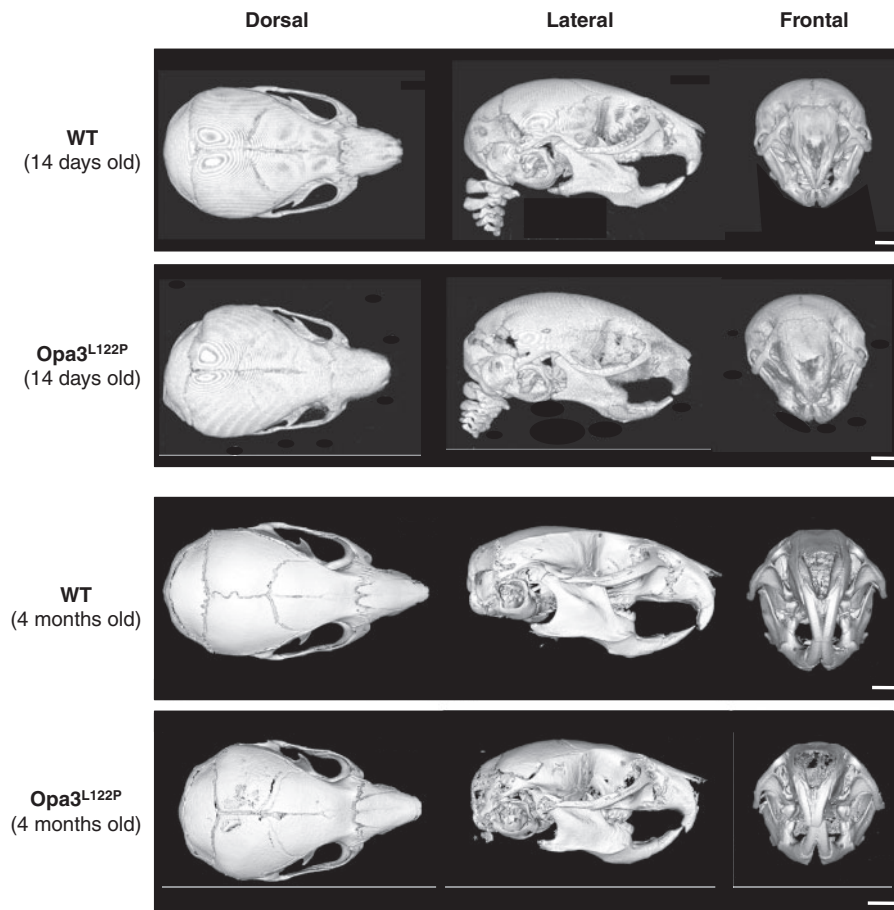 Dorsal Lateral Frontal
WT
(14 days old)
Opa3L122P
(14 days old)
WT
(4 months old)
Opa3L122P
(4 months old)